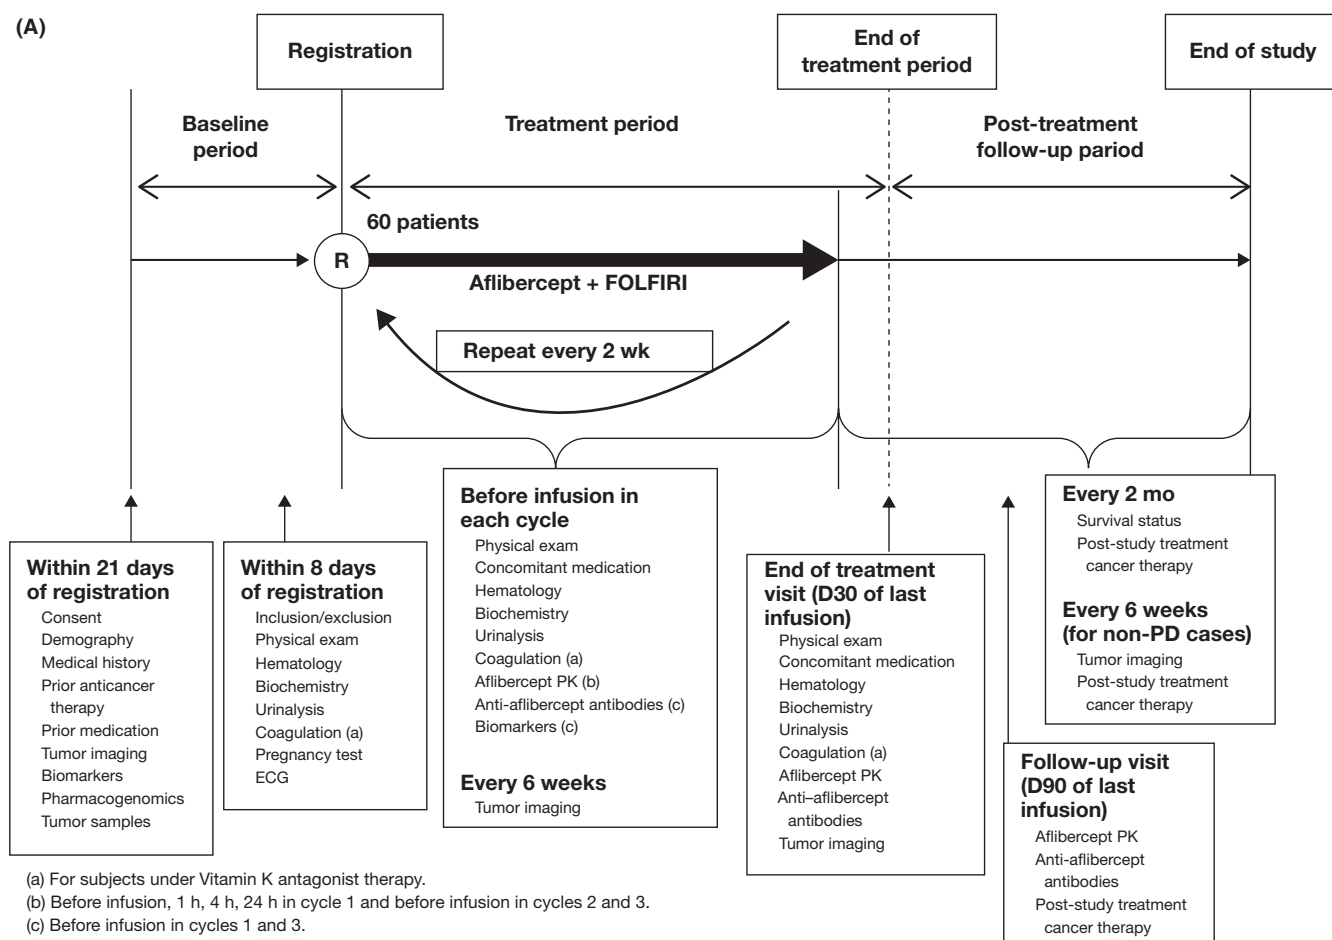 (A)
Registration
End of
treatment period
End of study
Baseline
period
Treatment period
Post-treatment
follow-up pariod
60 patients
R
Aflibercept + FOLFIRI
Repeat every 2 wk
Within 21 days
of registration
Consent
Demography
Medical history
Prior anticancer
therapy
Prior medication
Tumor imaging
Biomarkers
Pharmacogenomics
Tumor samples
Within 8 days
of registration
Inclusion/exclusion
Physical exam
Hematology
Biochemistry
Urinalysis
Coagulation (a)
Pregnancy test
ECG
Before infusion in
each cycle
Physical exam
Concomitant medication
Hematology
Biochemistry
Urinalysis
Coagulation (a)
Aflibercept PK (b)
Anti-aflibercept antibodies (c)
Biomarkers (c)
Every 6 weeks
Tumor imaging
End of treatment
visit (D30 of last
infusion)
Physical exam
Concomitant medication
Hematology
Biochemistry
Urinalysis
Coagulation (a)
Aflibercept PK
Anti–aflibercept
antibodies
Tumor imaging
Every 2 mo
Survival status
Post-study treatment
cancer therapy
Every 6 weeks
(for non-PD cases)
Tumor imaging
Post-study treatment
cancer therapy
Follow-up visit
(D90 of last
infusion)
Aflibercept PK
Anti-aflibercept
antibodies
Post-study treatment
cancer therapy
(a) For subjects under Vitamin K antagonist therapy.
(b) Before infusion, 1 h, 4 h, 24 h in cycle 1 and before infusion in cycles 2 and 3.
(c) Before infusion in cycles 1 and 3.